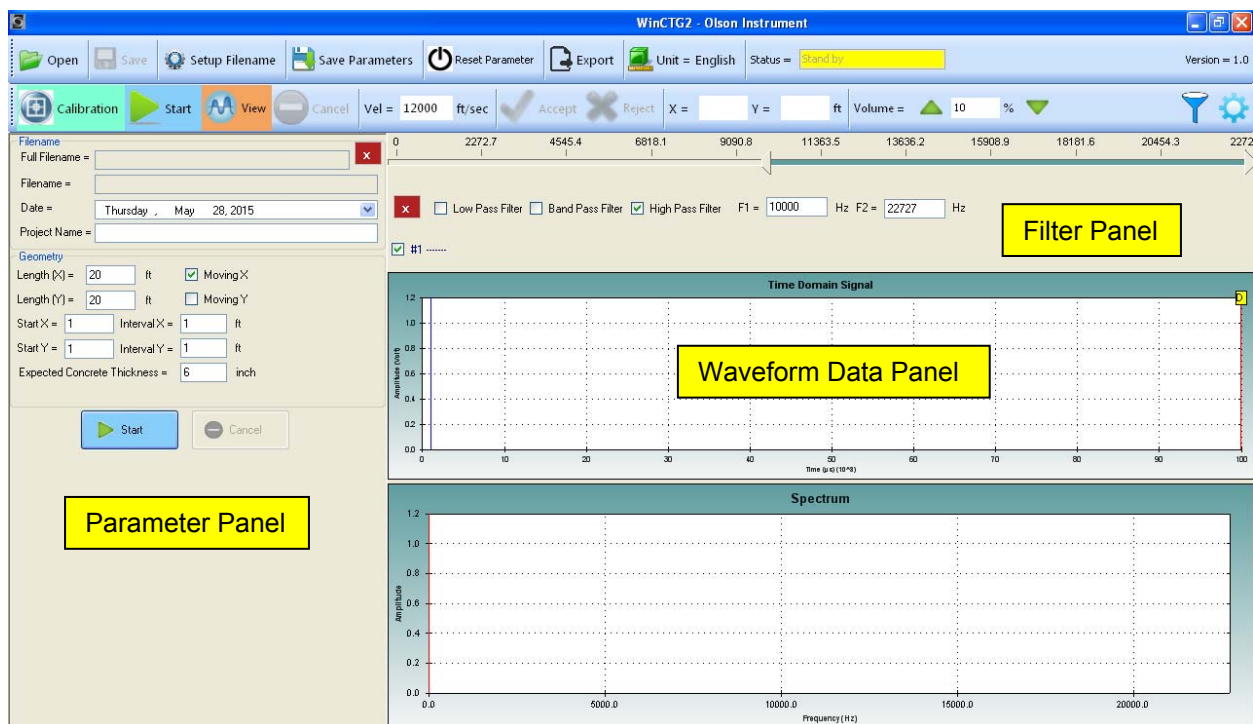 WinCTG2 - Olson Instrument
Open Save Setup Filename Save Parameters Reset Parameter Export Unit = English Status = Stand by Version = 1.0
Calibration Start View Cancel Vel = 12000 ft/sec Accept Reject X = Y = ft Volume = 10 %
Filename
Full Filename = x
Filename =
Date = Thursday , May 28, 2015
Project Name =
Geometry
Length (X) = 20 ft Moving X
Length (Y) = 20 ft Moving Y
Start X = 1 Interval X = 1 ft
Start Y = 1 Interval Y = 1 ft
Expected Concrete Thickness = 6 inch
Start Cancel
Parameter Panel
0 2272.7 4545.4 6818.1 9090.8 11363.5 13636.2 15908.9 18181.6 20454.3 2272
x Low Pass Filter Band Pass Filter High Pass Filter F1 = 10000 Hz F2 = 22727 Hz
Filter Panel
#1 -------
Time Domain Signal
Amplitude (Volt)
1.2
1.0
0.8
0.6
0.4
0.2
0.0
D
Waveform Data Panel
0 10 20 30 40 50 60 70 80 90 100
Time (µs) (10^3)
Spectrum
Amplitude
1.2
1.0
0.8
0.6
0.4
0.2
0.0
0.0 5000.0 10000.0 15000.0 20000.0
Frequency (Hz)